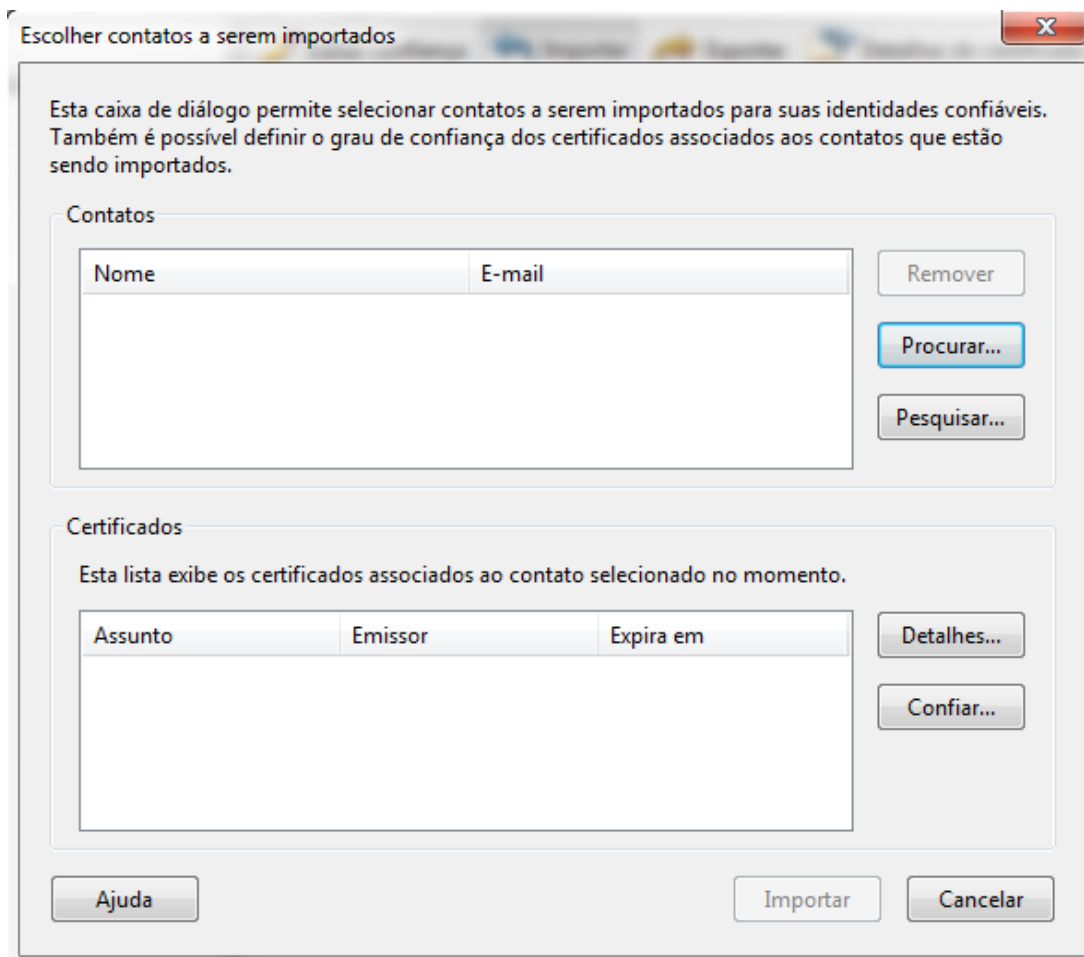 Escolher contatos a serem importados
Importar
Exportar
Esta caixa de diálogo permite selecionar contatos a serem importados para suas identidades confiáveis.
Também é possível definir o grau de confiança dos certificados associados aos contatos que estão
sendo importados.
Contatos
Nome E-mail
Remover
Procurar...
Pesquisar...
Certificados
Esta lista exibe os certificados associados ao contato selecionado no momento.
Assunto Emissor Expira em
Detalhes...
Confiar...
Ajuda Importar Cancelar